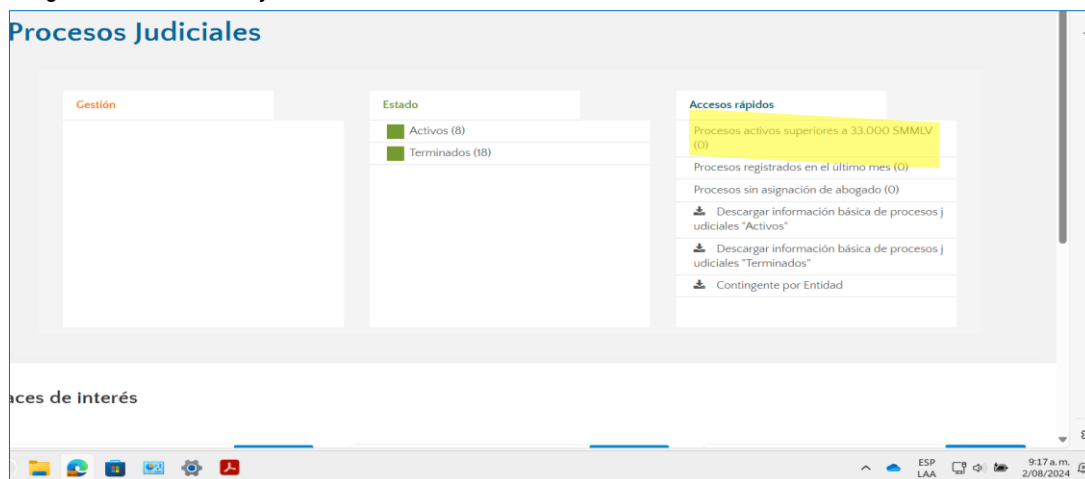 Procesos Judiciales
Gestión
Estado
Activos (8)
Terminados (18)
Accesos rápidos
Procesos activos superiores a 33.000 SMMLV
(0)
Procesos registrados en el último mes (0)
Procesos sin asignación de abogado (0)
Descargar información básica de procesos j
udiciales "Activos"
Descargar información básica de procesos j
udiciales "Terminados"
Contingente por Entidad
aces de interés
ESP
LAA
9:17 a.m.
2/08/2024